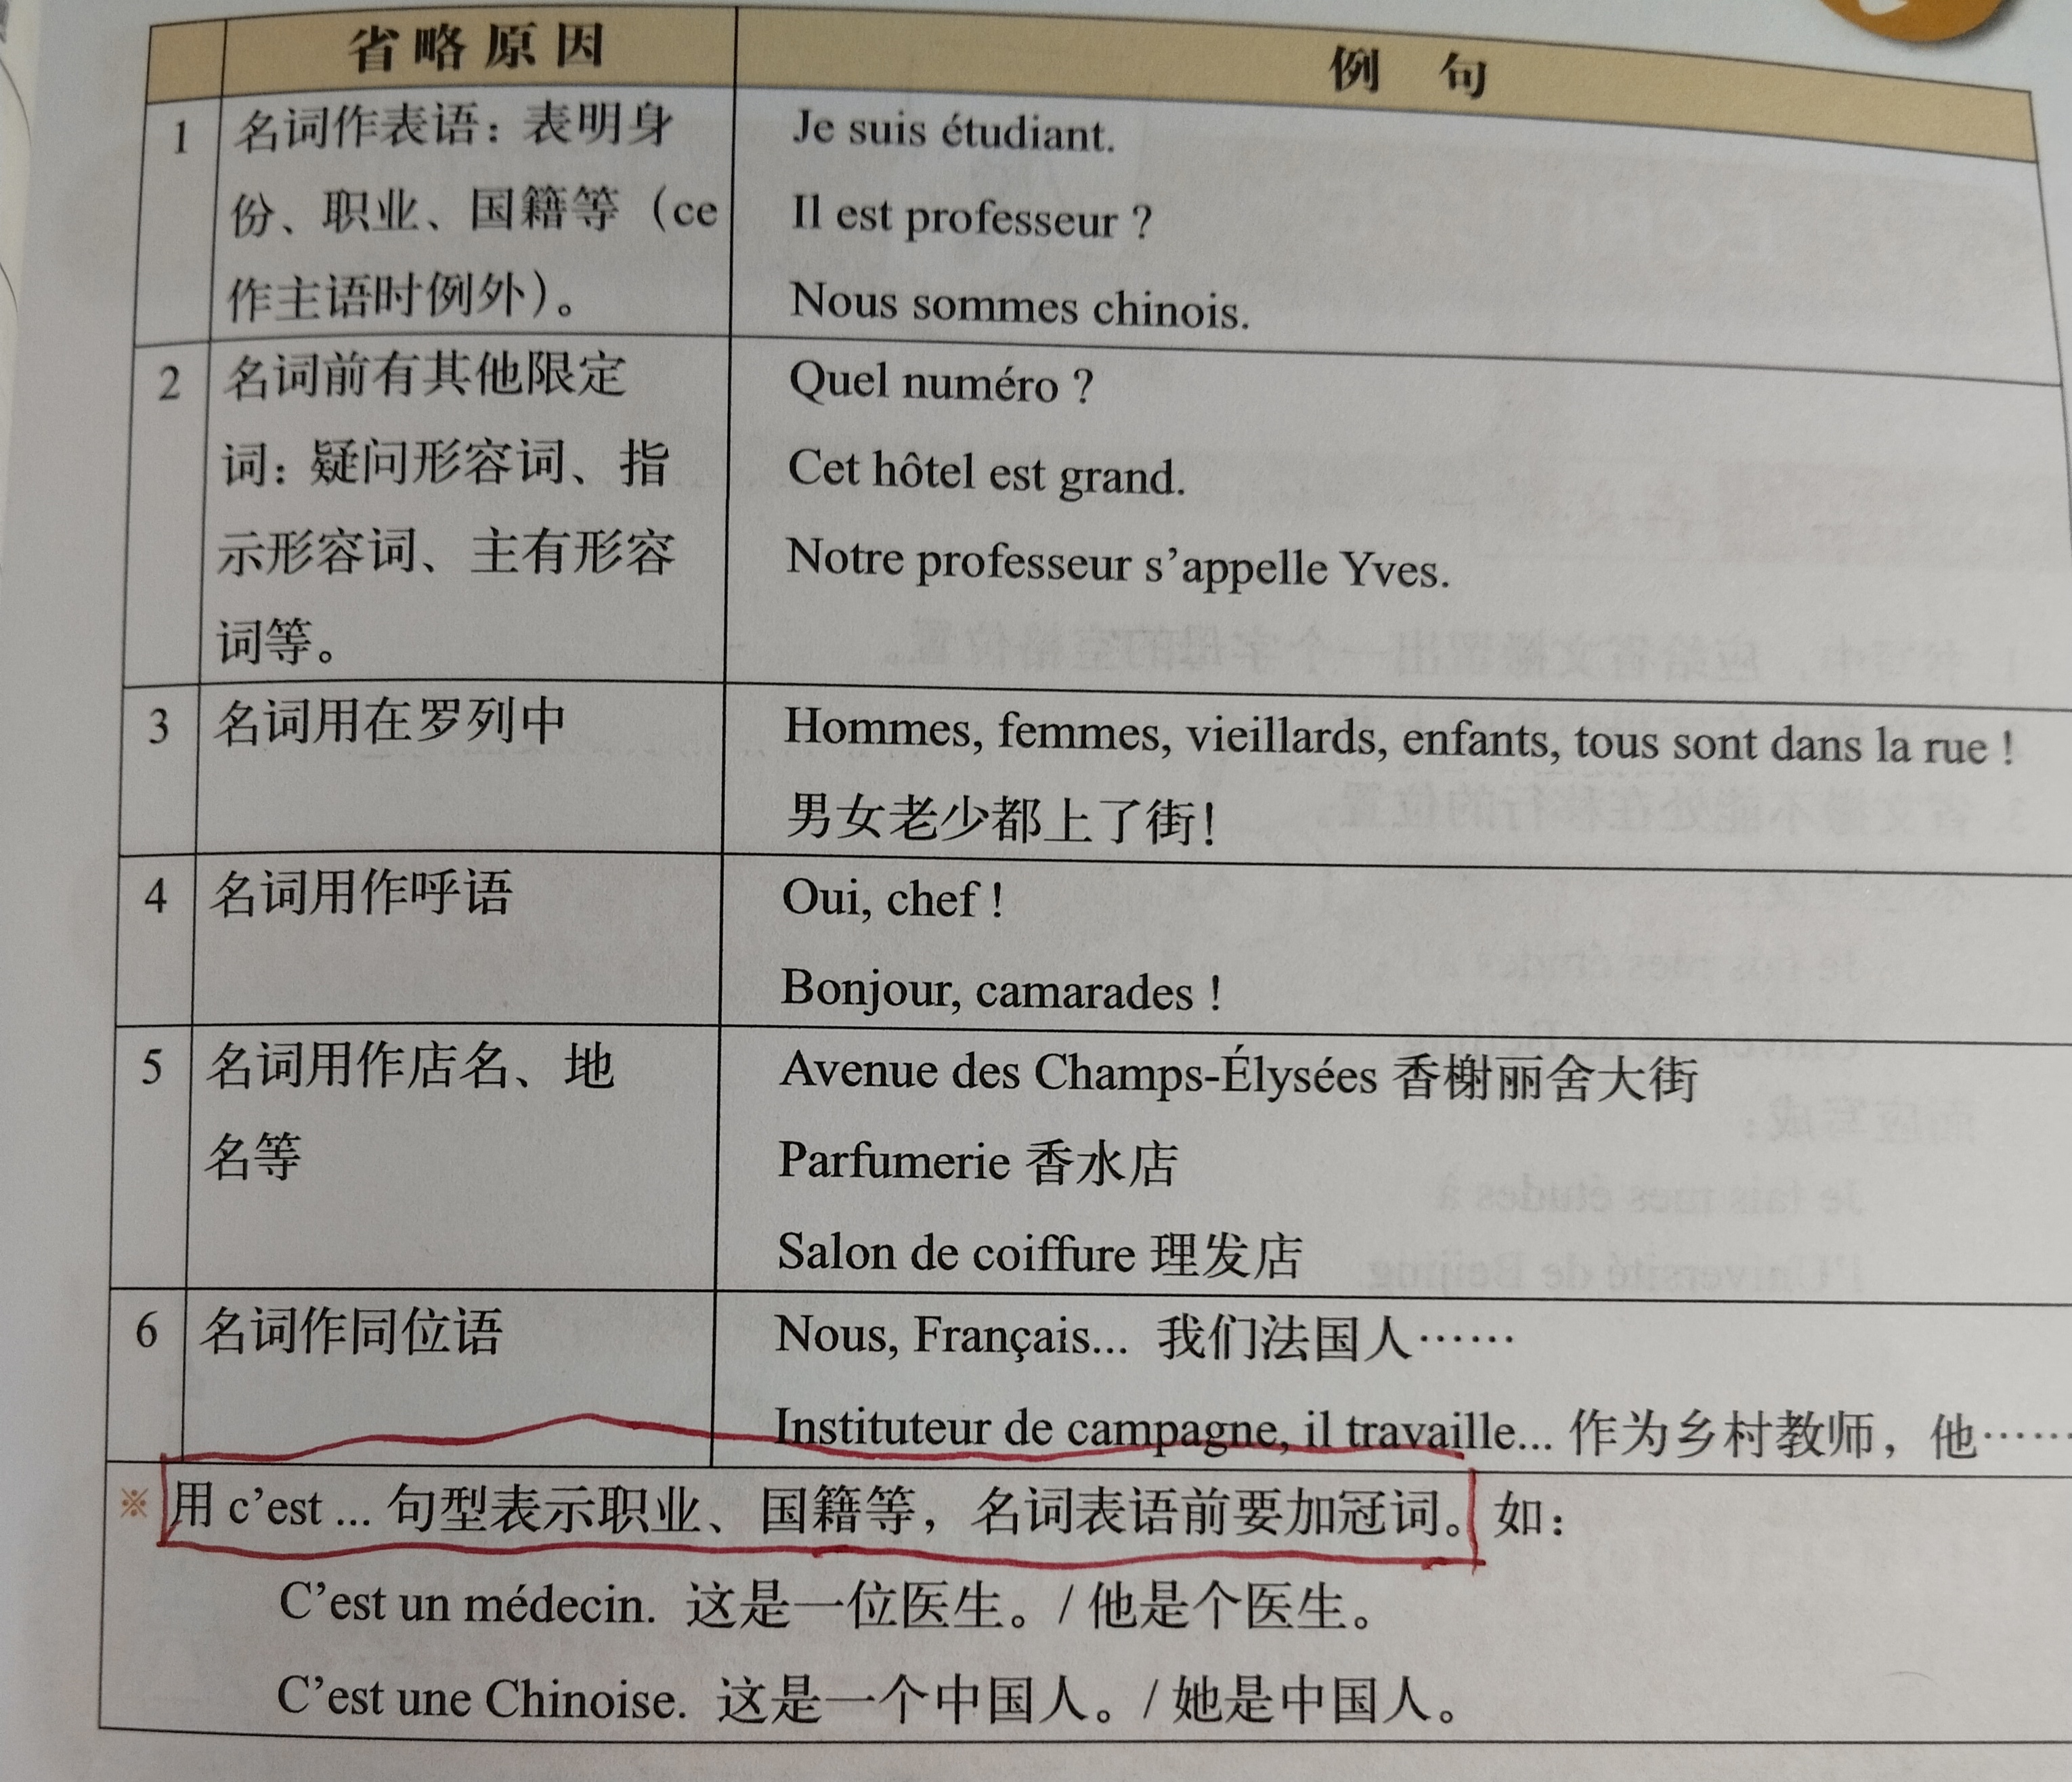 省略原因 例句
1 名词作表语：表明身 Je suis étudiant.
份、职业、国籍等（ce Il est professeur ?
作主语时例外）。 Nous sommes chinois.
2 名词前有其他限定 Quel numéro ?
词：疑问形容词、指 Cet hôtel est grand.
示形容词、主有形容 Notre professeur s’appelle Yves.
词等。
3 名词用在罗列中 Hommes, femmes, vieillards, enfants, tous sont dans la rue !
男女老少都上了街！
4 名词用作呼语 Oui, chef !
Bonjour, camarades !
5 名词用作店名、地 Avenue des Champs-Élysées 香榭丽舍大街
名等 Parfumerie 香水店
Salon de coiffure 理发店
6 名词作同位语 Nous, Français... 我们法国人……
Instituteur de campagne, il travaille... 作为乡村教师，他……
※ 用 c’est ... 句型表示职业、国籍等，名词表语前要加冠词。如：
C’est un médecin. 这是一位医生。/ 他是个医生。
C’est une Chinoise. 这是一个中国人。/ 她是中国人。